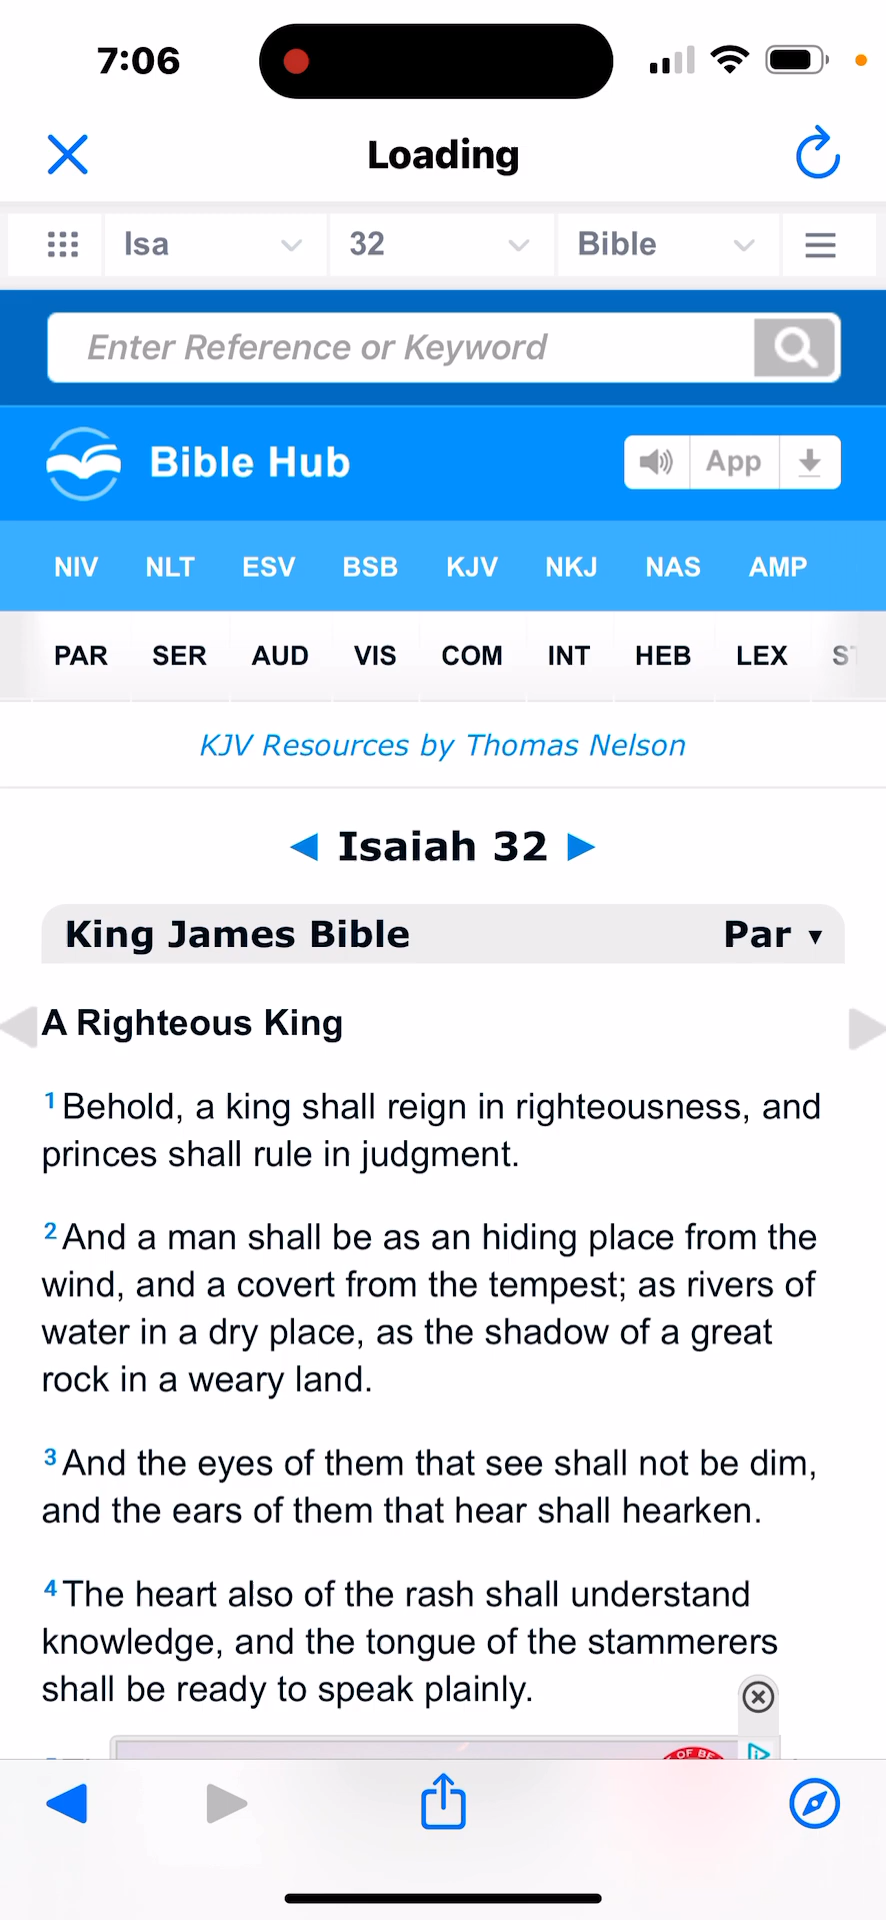 7:06
Loading
Isa 32 Bible
Enter Reference or Keyword
Bible Hub App
NIV NLT ESV BSB KJV NKJ NAS AMP
PAR SER AUD VIS COM INT HEB LEX
KJV Resources by Thomas Nelson
◀ Isaiah 32 ▶
King James Bible Par ▼
A Righteous King
1 Behold, a king shall reign in righteousness, and
princes shall rule in judgment.
2 And a man shall be as an hiding place from the
wind, and a covert from the tempest; as rivers of
water in a dry place, as the shadow of a great
rock in a weary land.
3 And the eyes of them that see shall not be dim,
and the ears of them that hear shall hearken.
4 The heart also of the rash shall understand
knowledge, and the tongue of the stammerers
shall be ready to speak plainly.
OF BE